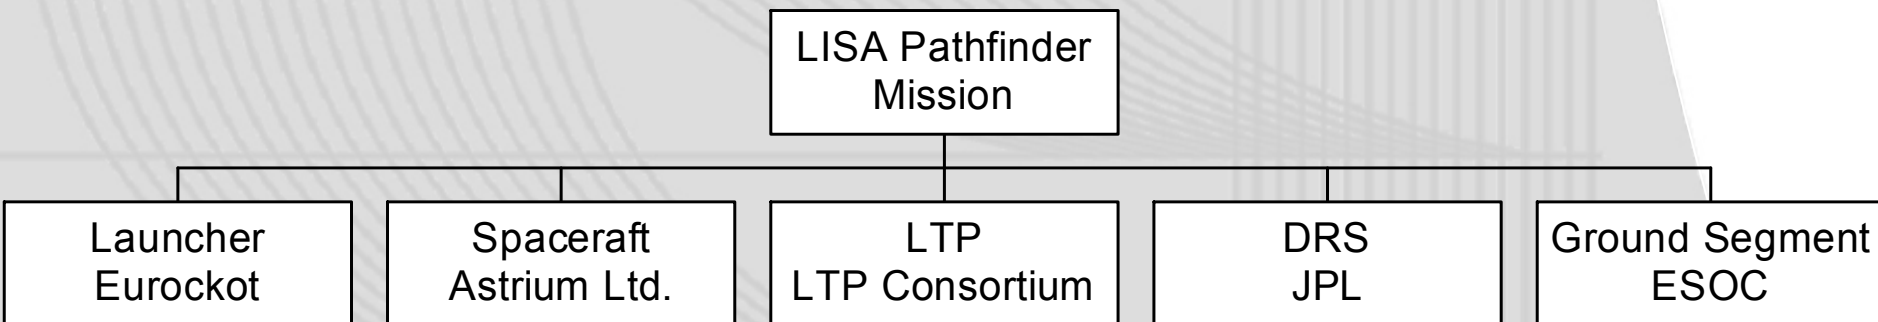 LISA Pathfinder
Mission
Launcher
Eurockot
Spaceraft
Astrium Ltd.
LTP
LTP Consortium
DRS
JPL
Ground Segment
ESOC